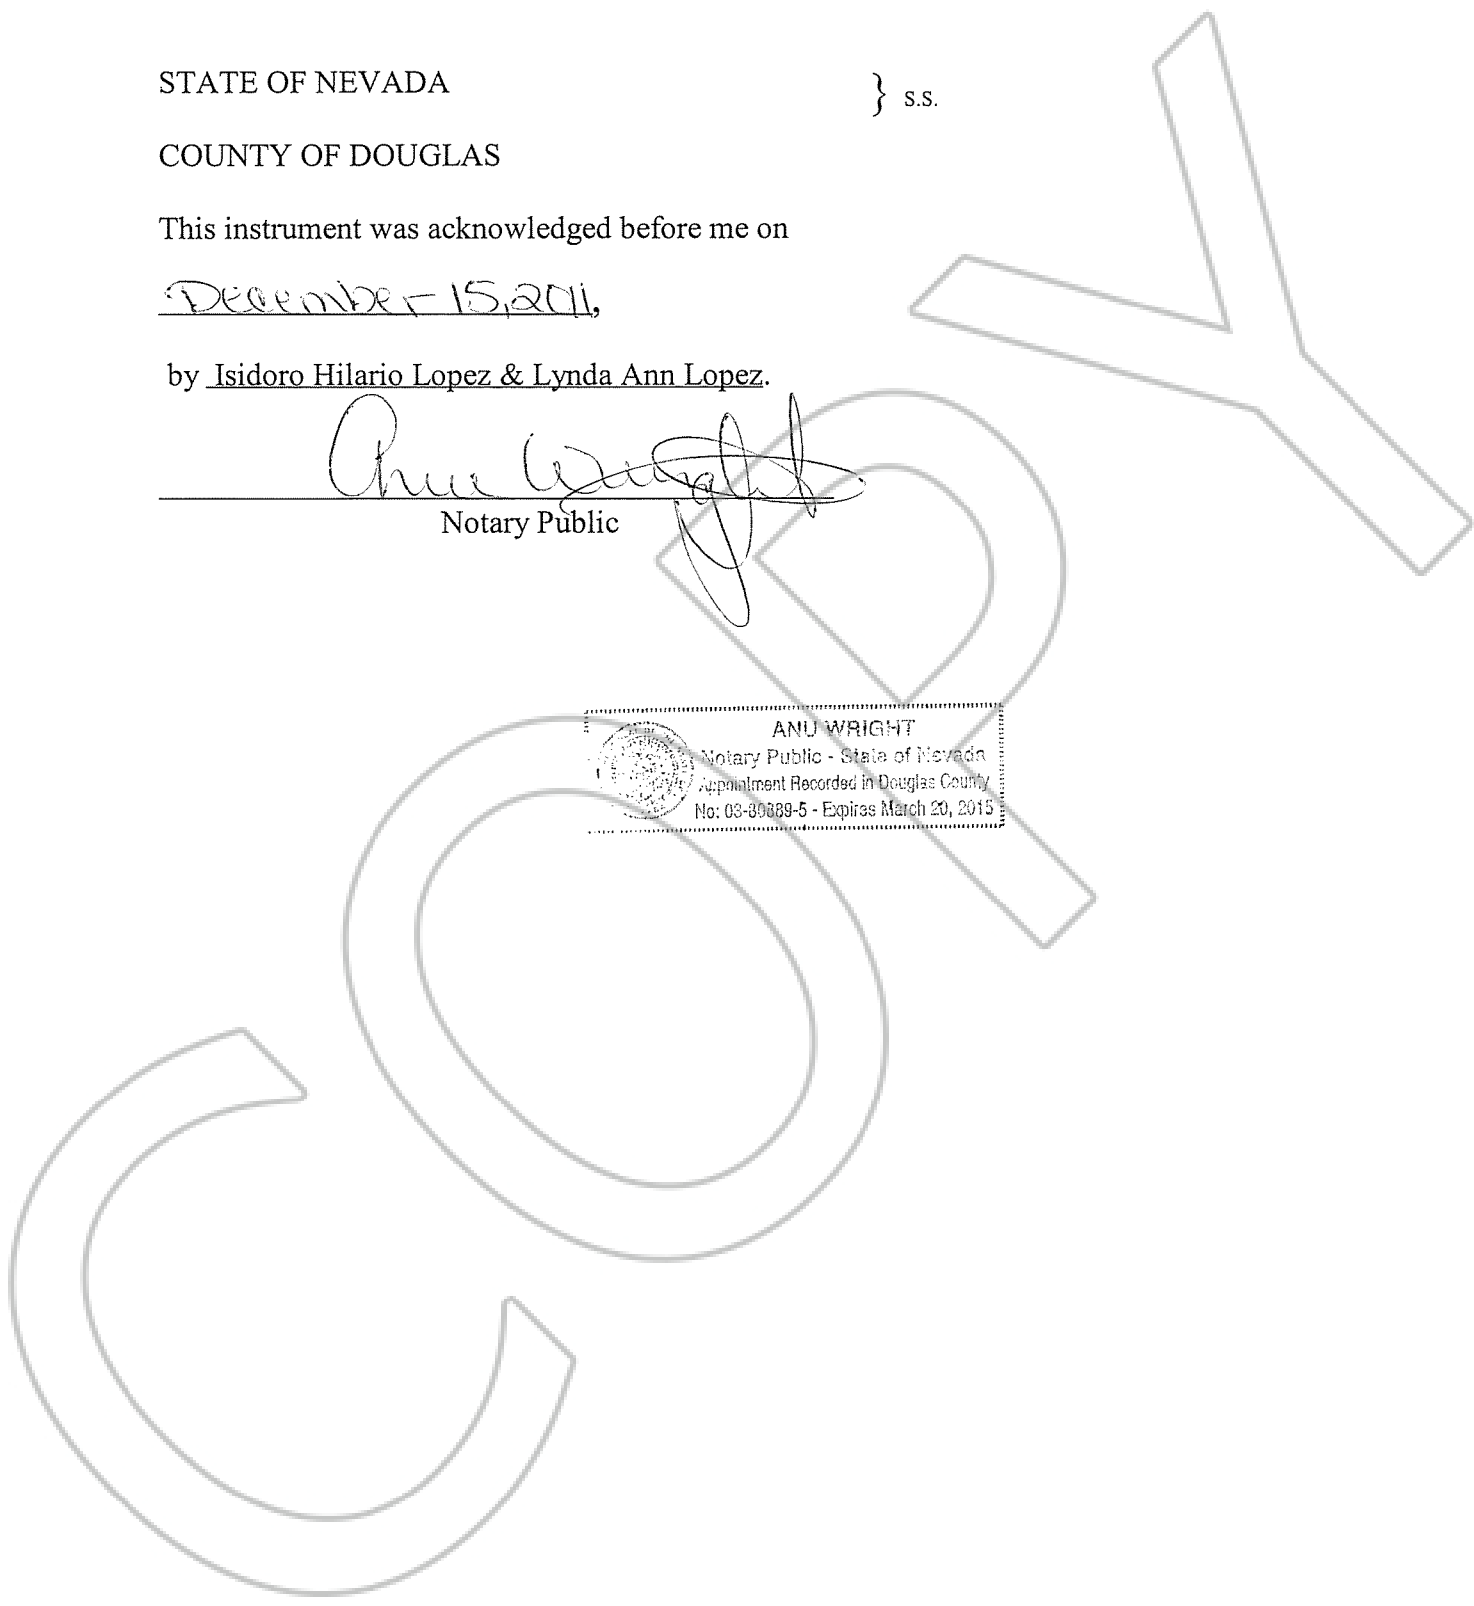 STATE OF NEVADA } s.s.
COUNTY OF DOUGLAS
This instrument was acknowledged before me on
December 15, 2011,
by Isidoro Hilario Lopez & Lynda Ann Lopez.
Anu Wright
Notary Public
ANU WRIGHT
Notary Public - State of Nevada
Appointment Recorded in Douglas County
No: 03-80889-5 - Expires March 20, 2015
COPY